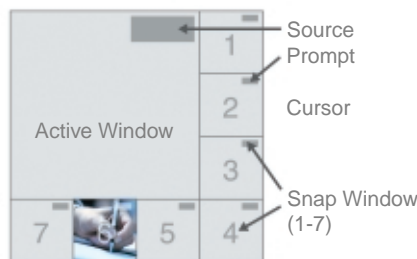 Source
Prompt
1
2
Cursor
Active Window
3
Snap Window
(1-7)
7
6
5
4